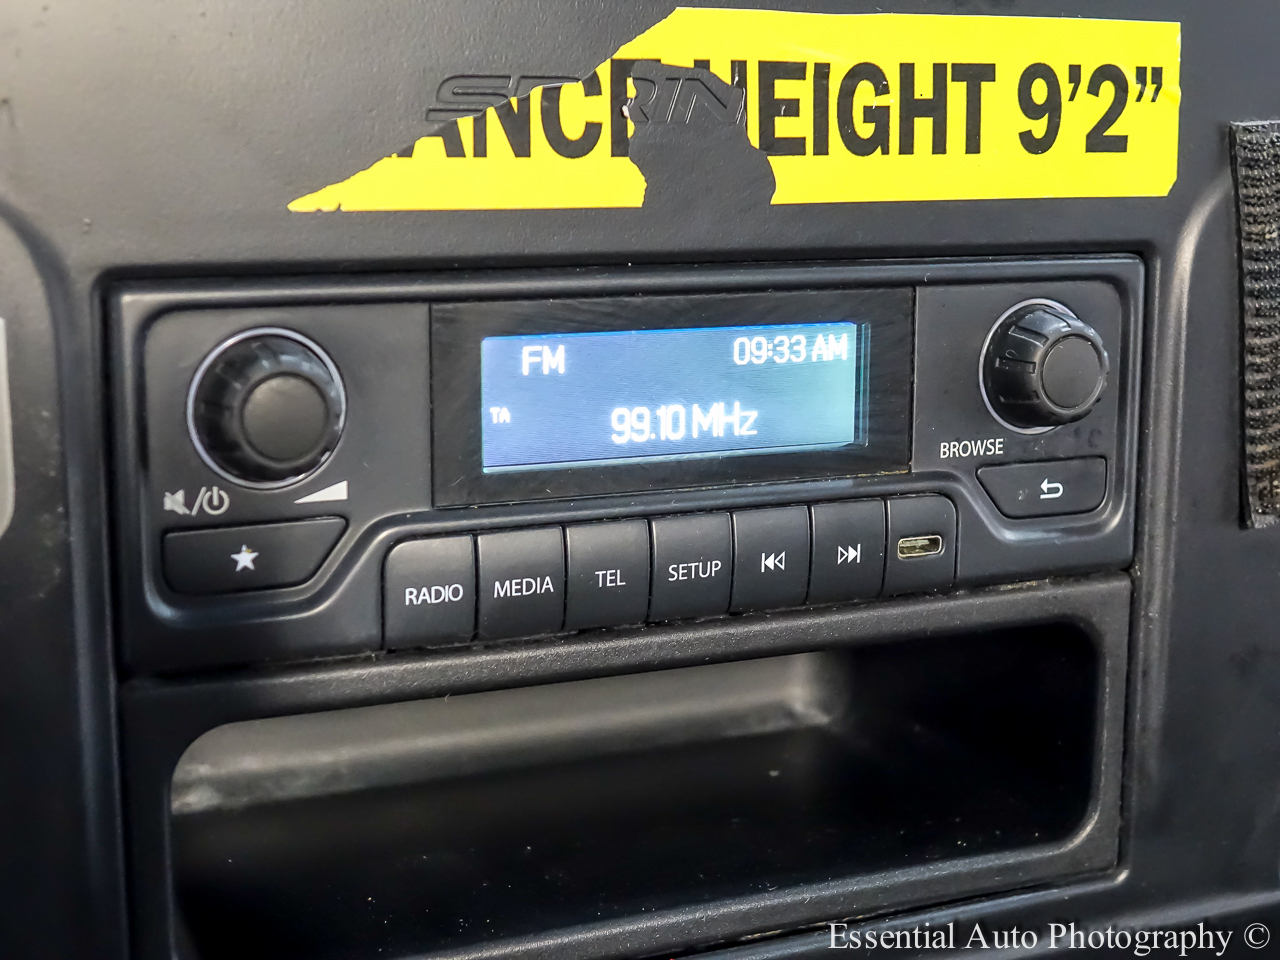 ANCE HEIGHT 9'2"
SPRIN
FM 09:33 AM
TA 99.10 MHz
BROWSE
RADIO MEDIA TEL SETUP
Essential Auto Photography ©